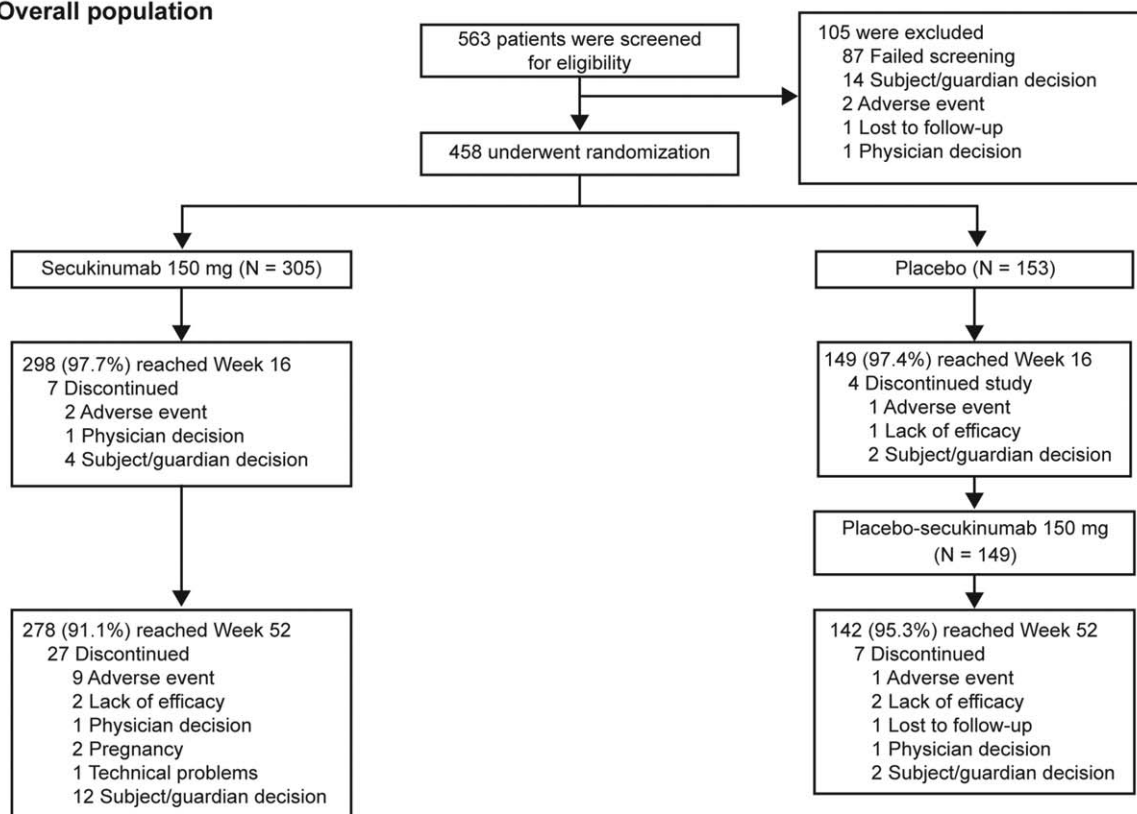 Overall population
563 patients were screened
for eligibility
105 were excluded
87 Failed screening
14 Subject/guardian decision
2 Adverse event
1 Lost to follow-up
1 Physician decision
458 underwent randomization
Secukinumab 150 mg (N = 305)
Placebo (N = 153)
298 (97.7%) reached Week 16
7 Discontinued
2 Adverse event
1 Physician decision
4 Subject/guardian decision
149 (97.4%) reached Week 16
4 Discontinued study
1 Adverse event
1 Lack of efficacy
2 Subject/guardian decision
Placebo-secukinumab 150 mg
(N = 149)
278 (91.1%) reached Week 52
27 Discontinued
9 Adverse event
2 Lack of efficacy
1 Physician decision
2 Pregnancy
1 Technical problems
12 Subject/guardian decision
142 (95.3%) reached Week 52
7 Discontinued
1 Adverse event
2 Lack of efficacy
1 Lost to follow-up
1 Physician decision
2 Subject/guardian decision